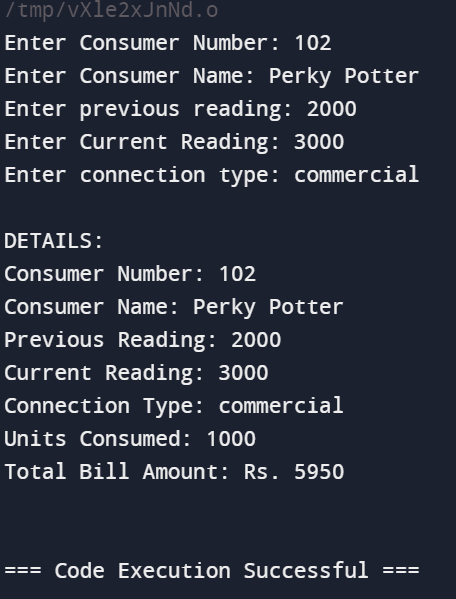 /tmp/vXle2xJnNd.o
Enter Consumer Number: 102
Enter Consumer Name: Perky Potter
Enter previous reading: 2000
Enter Current Reading: 3000
Enter connection type: commercial
DETAILS:
Consumer Number: 102
Consumer Name: Perky Potter
Previous Reading: 2000
Current Reading: 3000
Connection Type: commercial
Units Consumed: 1000
Total Bill Amount: Rs. 5950
=== Code Execution Successful ===